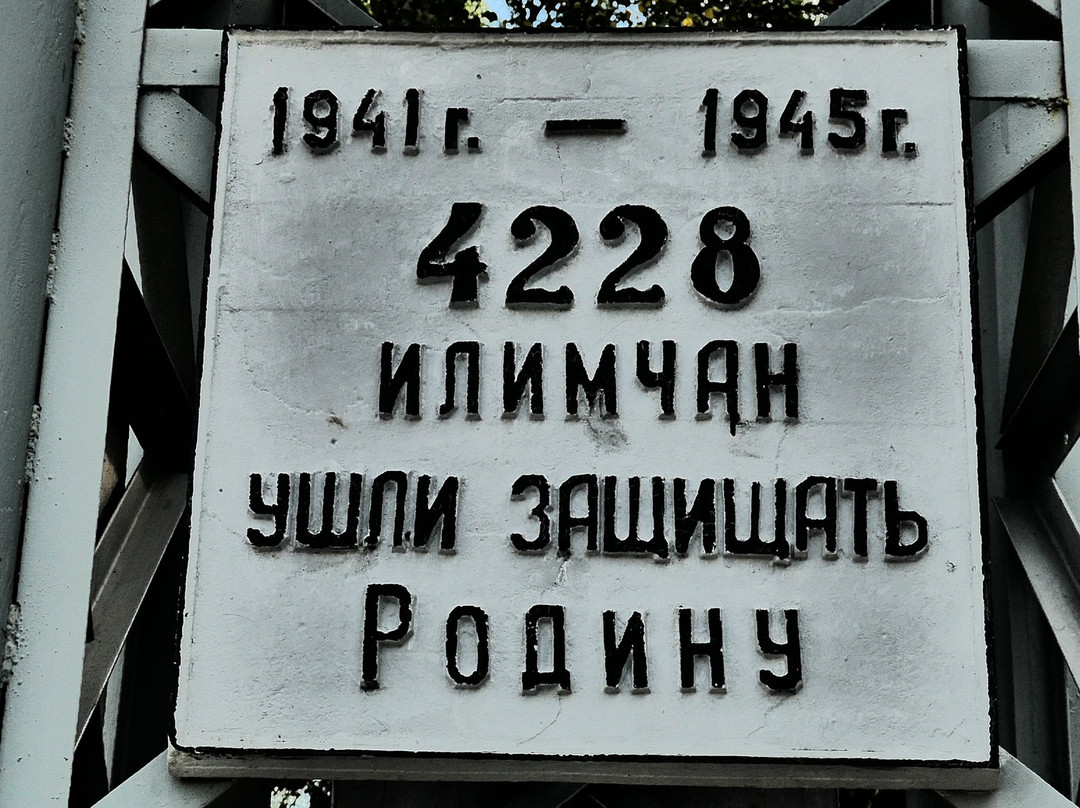 1941г. — 1945г.
4228
илимчан
ушли защищать
Родину